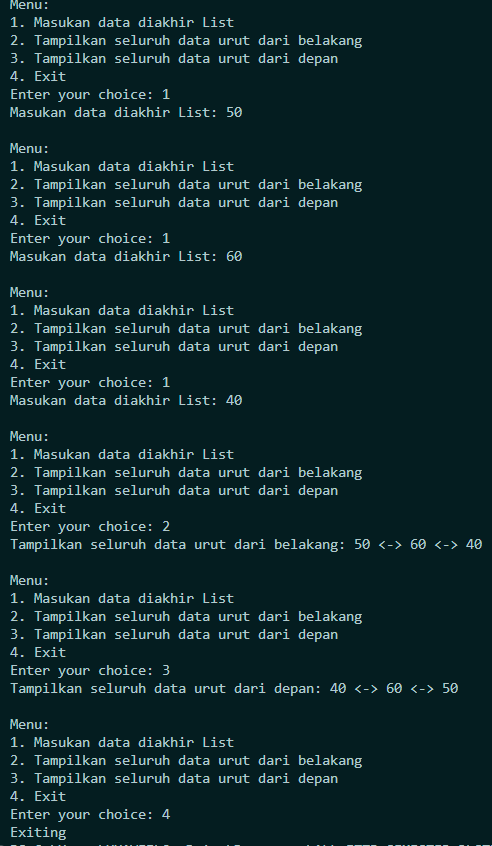 Menu:
1. Masukan data diakhir List
2. Tampilkan seluruh data urut dari belakang
3. Tampilkan seluruh data urut dari depan
4. Exit
Enter your choice: 1
Masukan data diakhir List: 50
Menu:
1. Masukan data diakhir List
2. Tampilkan seluruh data urut dari belakang
3. Tampilkan seluruh data urut dari depan
4. Exit
Enter your choice: 1
Masukan data diakhir List: 60
Menu:
1. Masukan data diakhir List
2. Tampilkan seluruh data urut dari belakang
3. Tampilkan seluruh data urut dari depan
4. Exit
Enter your choice: 1
Masukan data diakhir List: 40
Menu:
1. Masukan data diakhir List
2. Tampilkan seluruh data urut dari belakang
3. Tampilkan seluruh data urut dari depan
4. Exit
Enter your choice: 2
Tampilkan seluruh data urut dari belakang: 50 <-> 60 <-> 40
Menu:
1. Masukan data diakhir List
2. Tampilkan seluruh data urut dari belakang
3. Tampilkan seluruh data urut dari depan
4. Exit
Enter your choice: 3
Tampilkan seluruh data urut dari depan: 40 <-> 60 <-> 50
Menu:
1. Masukan data diakhir List
2. Tampilkan seluruh data urut dari belakang
3. Tampilkan seluruh data urut dari depan
4. Exit
Enter your choice: 4
Exiting